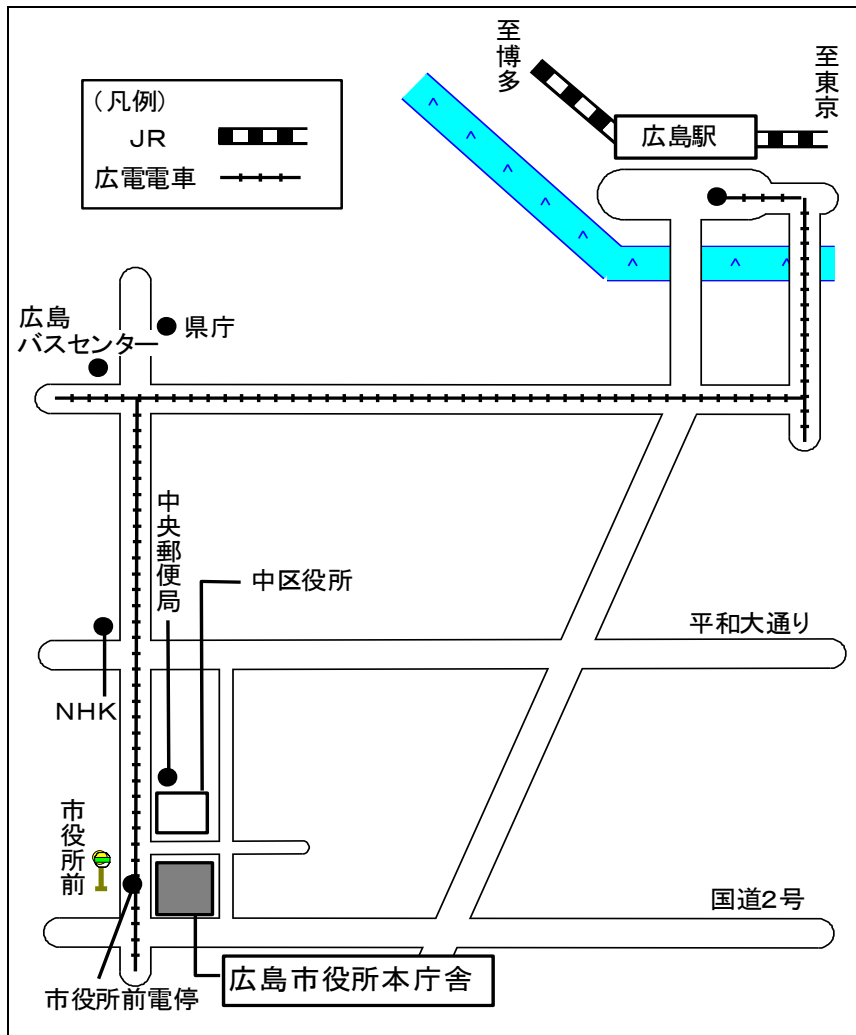 至博多
至東京
(凡例)
JR
広電電車
広島駅
広島
バスセンター
県庁
中央郵便局
中区役所
平和大通り
NHK
市役所前
国道2号
広島市役所本庁舎
市役所前電停